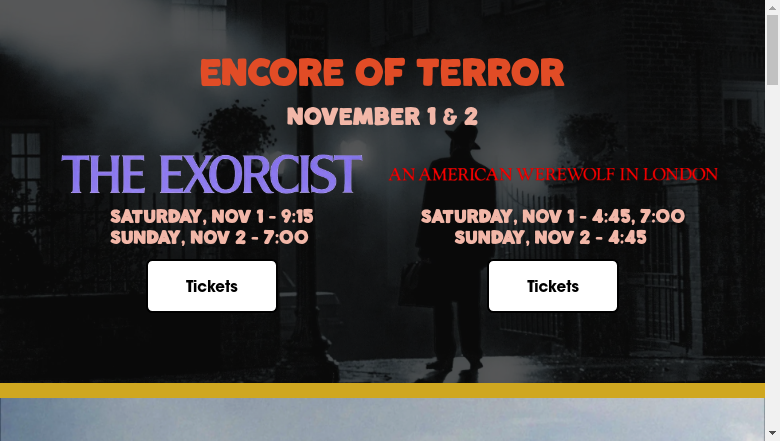 ENCORE OF TERROR
NOVEMBER 1 & 2
THE EXORCIST
SATURDAY, NOV 1 - 9:15
SUNDAY, NOV 2 - 7:00
Tickets
AN AMERICAN WEREWOLF IN LONDON
SATURDAY, NOV 1 - 4:45, 7:00
SUNDAY, NOV 2 - 4:45
Tickets